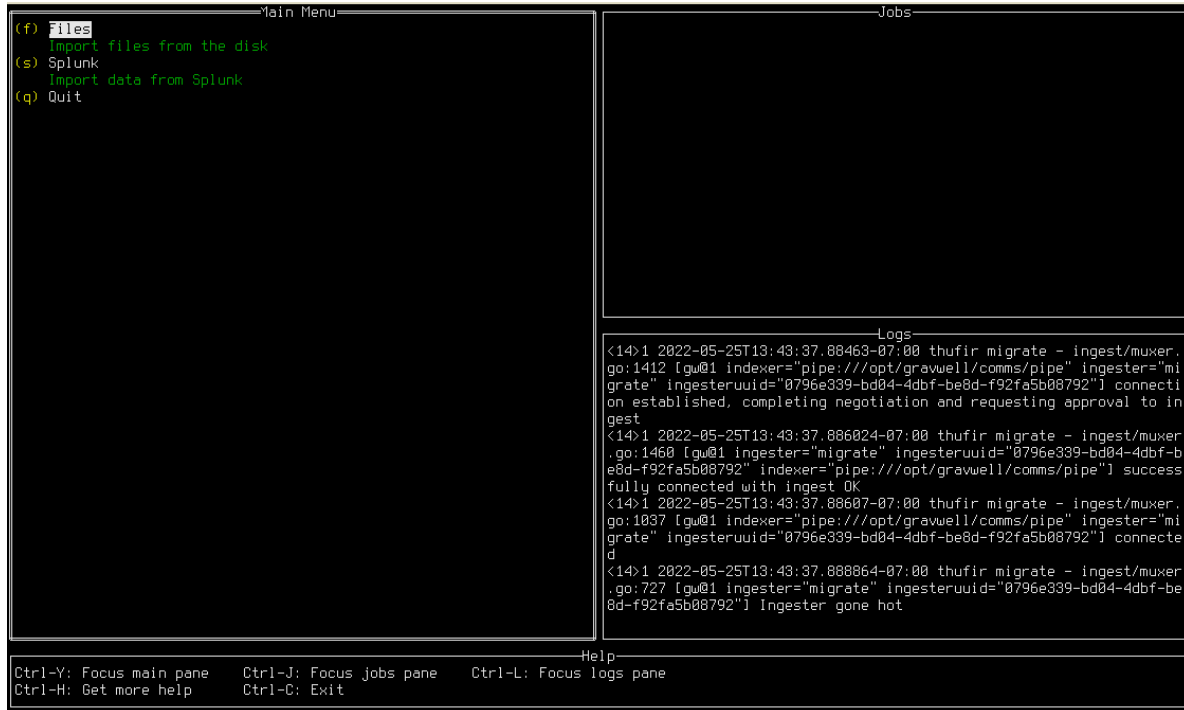 Main Menu
(f) Files
Import files from the disk
(s) Splunk
Import data from Splunk
(q) Quit
Jobs
Logs
<14>1 2022-05-25T13:43:37.88463-07:00 thufir migrate - ingest/muxer.
go:1412 [gw@1 indexer="pipe:///opt/gravwell/comms/pipe" ingester="mi
grate" ingesteruuid="0796e339-bd04-4dbf-be8d-f92fa5b08792"] connecti
on established, completing negotiation and requesting approval to in
gest
<14>1 2022-05-25T13:43:37.886024-07:00 thufir migrate - ingest/muxer
.go:1460 [gw@1 ingester="migrate" ingesteruuid="0796e339-bd04-4dbf-b
e8d-f92fa5b08792" indexer="pipe:///opt/gravwell/comms/pipe"] success
fully connected with ingest OK
<14>1 2022-05-25T13:43:37.88607-07:00 thufir migrate - ingest/muxer.
go:1037 [gw@1 indexer="pipe:///opt/gravwell/comms/pipe" ingester="mi
grate" ingesteruuid="0796e339-bd04-4dbf-be8d-f92fa5b08792"] connecte
d
<14>1 2022-05-25T13:43:37.888864-07:00 thufir migrate - ingest/muxer
.go:727 [gw@1 ingester="migrate" ingesteruuid="0796e339-bd04-4dbf-be
8d-f92fa5b08792"] Ingester gone hot
Help
Ctrl-Y: Focus main pane Ctrl-J: Focus jobs pane Ctrl-L: Focus logs pane
Ctrl-H: Get more help Ctrl-C: Exit